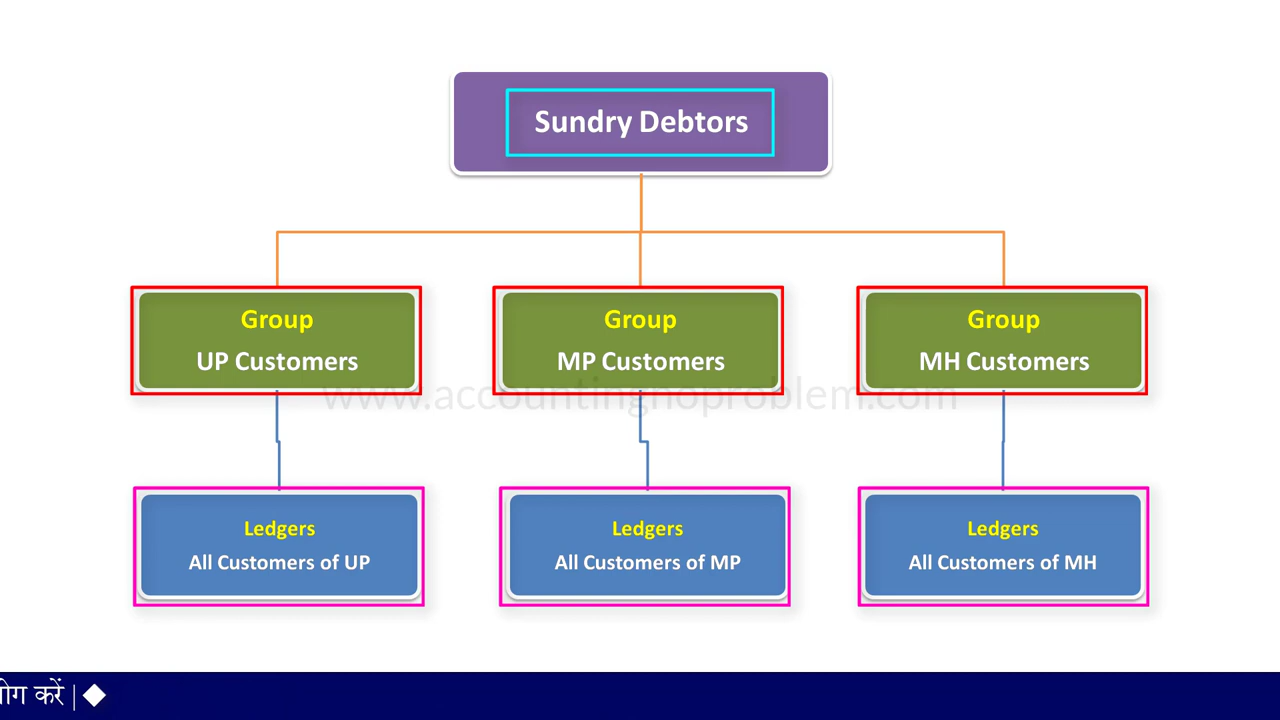 Sundry Debtors
Group
UP Customers
Group
MP Customers
Group
MH Customers
www.accountingnoproblem.com
Ledgers
All Customers of UP
Ledgers
All Customers of MP
Ledgers
All Customers of MH
करें |